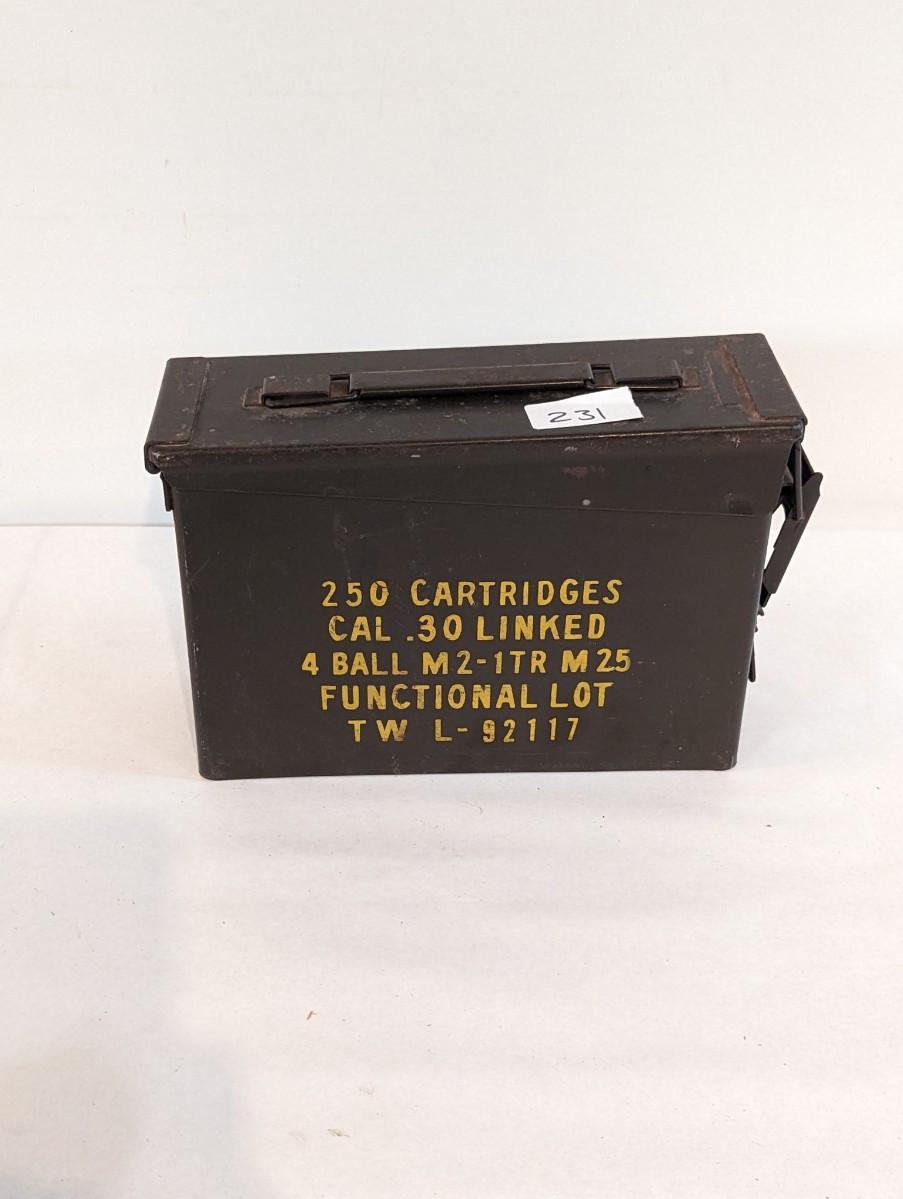 231
250 CARTRIDGES
CAL .30 LINKED
4 BALL M2-1TR M25
FUNCTIONAL LOT
TW L-92117